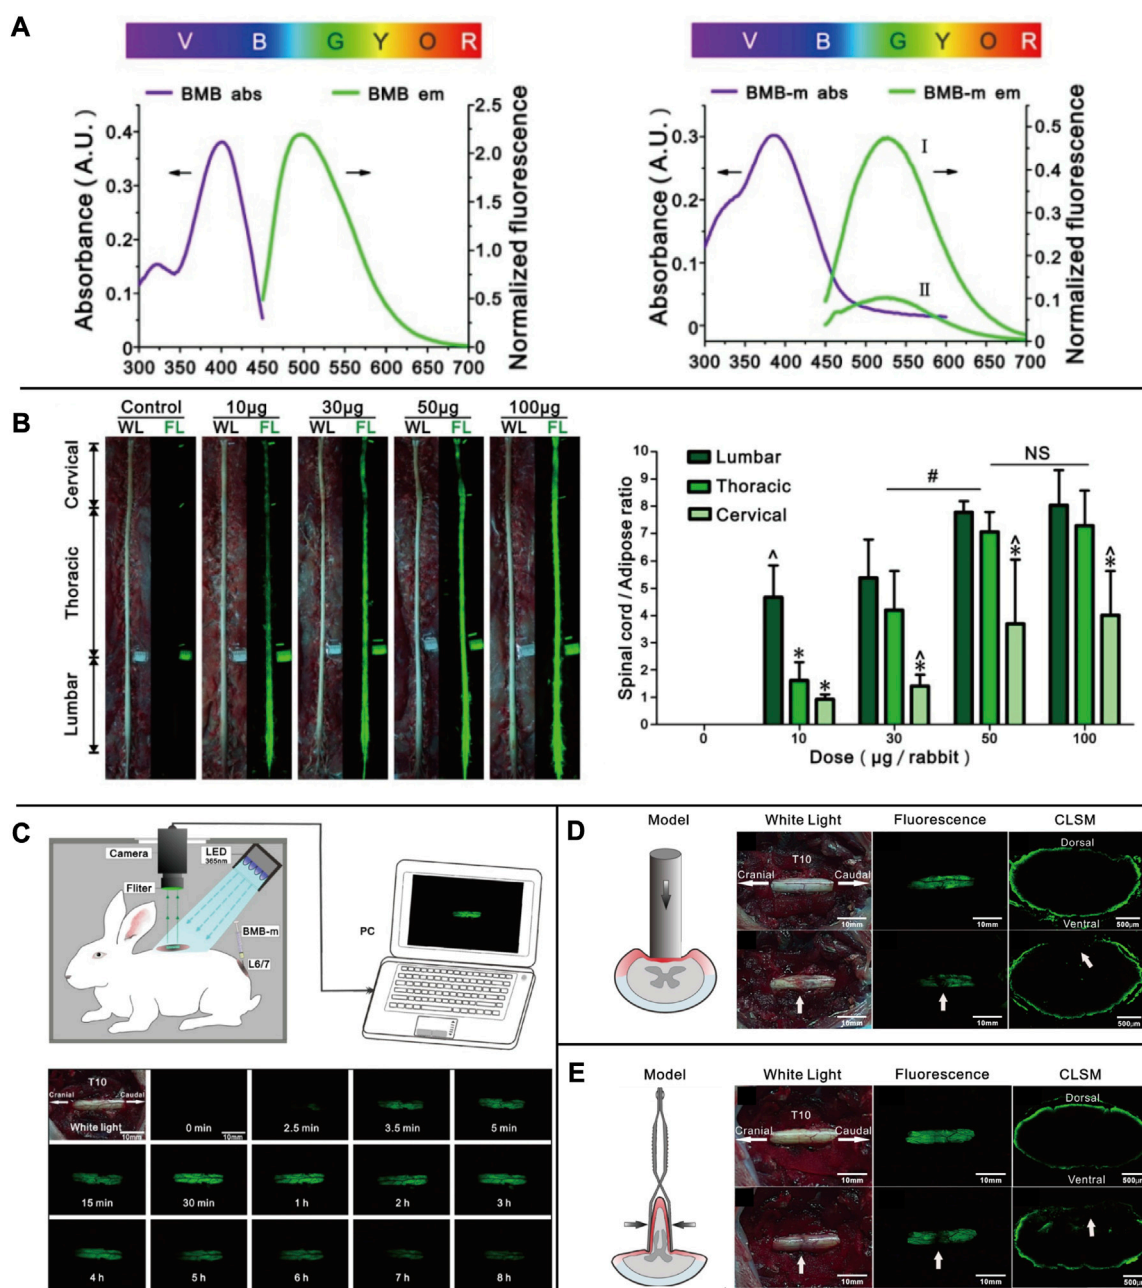 A
V B G Y O R
BMB abs BMB em
Absorbance ( A.U. )
0.4
0.3
0.2
0.1
0
2.5
2.0
1.5
1.0
0.5
0
Normalized fluorescence
300 350 400 450 500 550 600 650 700
V B G Y O R
BMB-m abs BMB-m em
Absorbance ( A.U. )
0.3
0.2
0.1
0
I
II
0.5
0.4
0.3
0.2
0.1
0
Normalized fluorescence
300 350 400 450 500 550 600 650 700
B
Control 10μg 30μg 50μg 100μg
WL FL WL FL WL FL WL FL WL FL
Cervical
Thoracic
Lumbar
Spinal cord / Adipose ratio
10
9
8
7
6
5
4
3
2
1
0
Lumbar
Thoracic
Cervical
# NS
^ * * ^ * ^ * ^ *
0 10 30 50 100
Dose ( μg / rabbit )
C
Camera
LED
365nm
Fliter
BMB-m
L6/7
PC
T10
Cranial Caudal
White light 10mm
0 min 10mm
2.5 min
3.5 min
5 min
15 min 30 min 1 h 2 h 3 h
4 h 5 h 6 h 7 h 8 h
D
Model White Light Fluorescence CLSM
T10
Cranial Caudal
10mm 10mm
Dorsal
Ventral
500μm
10mm 10mm 500μm
E
Model White Light Fluorescence CLSM
T10
Cranial Caudal
10mm 10mm
Dorsal
Ventral
500μm
10mm 10mm 500μm